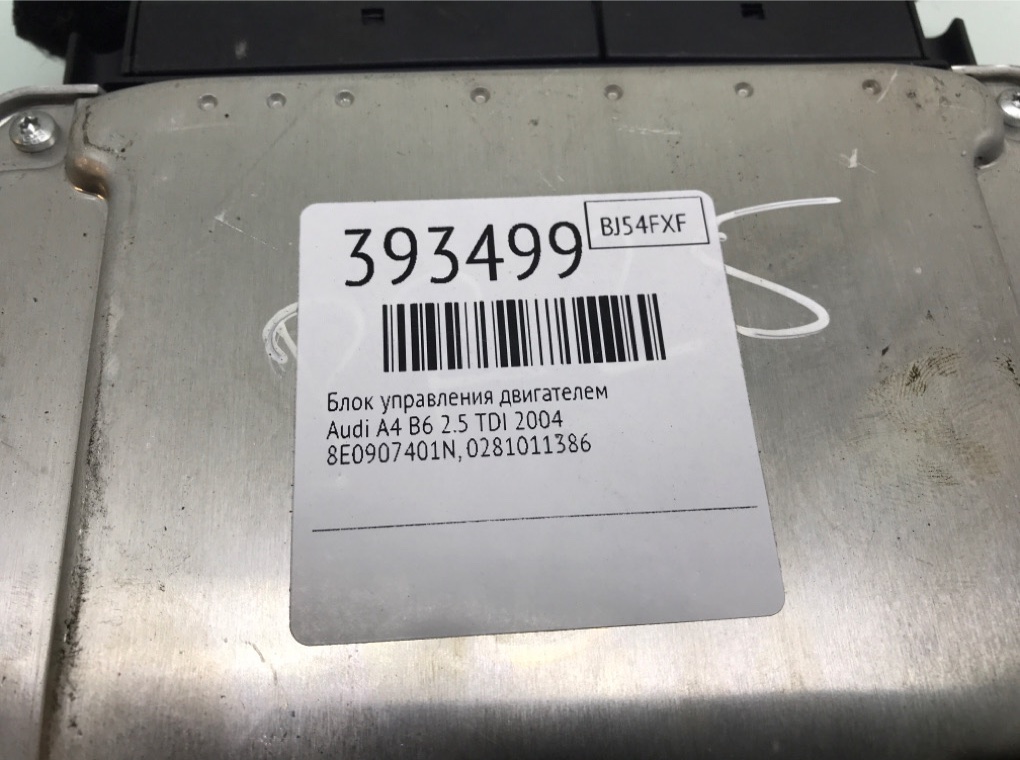 393499
BJ54FXF
Блок управления двигателем
Audi A4 B6 2.5 TDI 2004
8E0907401N, 0281011386